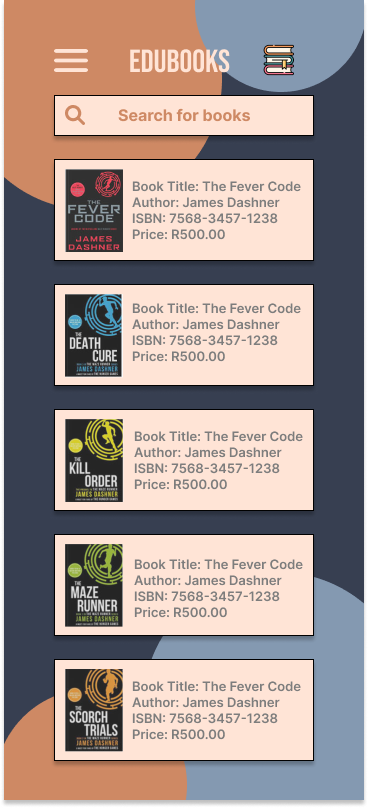 EDUBOOKS
Search for books
THE
FEVER
CODE
JAMES
DASHNER
Book Title: The Fever Code
Author: James Dashner
ISBN: 7568-3457-1238
Price: R500.00
THE
DEATH
CURE
JAMES DASHNER
Book Title: The Fever Code
Author: James Dashner
ISBN: 7568-3457-1238
Price: R500.00
THE
KILL
ORDER
JAMES DASHNER
Book Title: The Fever Code
Author: James Dashner
ISBN: 7568-3457-1238
Price: R500.00
THE
MAZE
RUNNER
JAMES DASHNER
Book Title: The Fever Code
Author: James Dashner
ISBN: 7568-3457-1238
Price: R500.00
THE
SCORCH
TRIALS
JAMES DASHNER
Book Title: The Fever Code
Author: James Dashner
ISBN: 7568-3457-1238
Price: R500.00